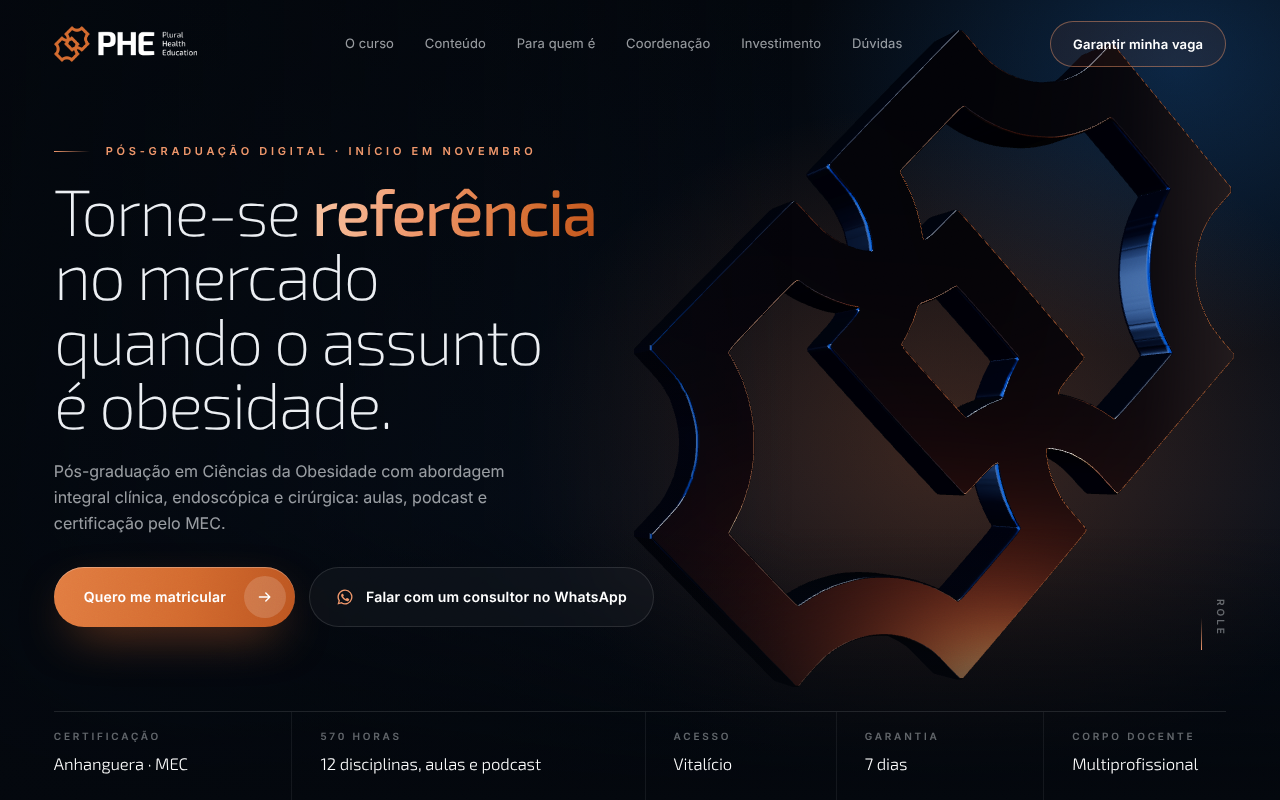 PHE
Plural
Health
Education
O curso
Conteúdo
Para quem é
Coordenação
Investimento
Dúvidas
Garantir minha vaga
PÓS-GRADUAÇÃO DIGITAL · INÍCIO EM NOVEMBRO
Torne-se referência
no mercado
quando o assunto
é obesidade.
Pós-graduação em Ciências da Obesidade com abordagem
integral clínica, endoscópica e cirúrgica: aulas, podcast e
certificação pelo MEC.
Quero me matricular
Falar com um consultor no WhatsApp
ROLE
CERTIFICAÇÃO
Anhanguera · MEC
570 HORAS
12 disciplinas, aulas e podcast
ACESSO
Vitalício
GARANTIA
7 dias
CORPO DOCENTE
Multiprofissional